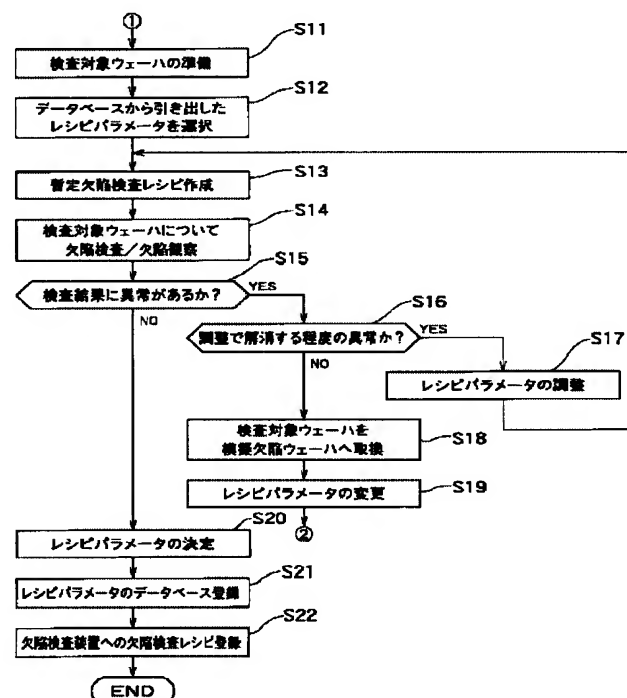 ①
S11
検査対象ウェーハの準備
S12
データベースから引き出した
レシピパラメータを選択
S13
暫定欠陥検査レシピ作成
S14
検査対象ウェーハについて
欠陥検査／欠陥観察
S15
検査結果に異常があるか？
YES
NO
S16
調整で解消する程度の異常か？
YES
NO
S17
レシピパラメータの調整
検査対象ウェーハを
模擬欠陥ウェーハへ取換
S18
レシピパラメータの変更
S19
②
S20
レシピパラメータの決定
S21
レシピパラメータのデータベース登録
S22
欠陥検査装置への欠陥検査レシピ登録
END